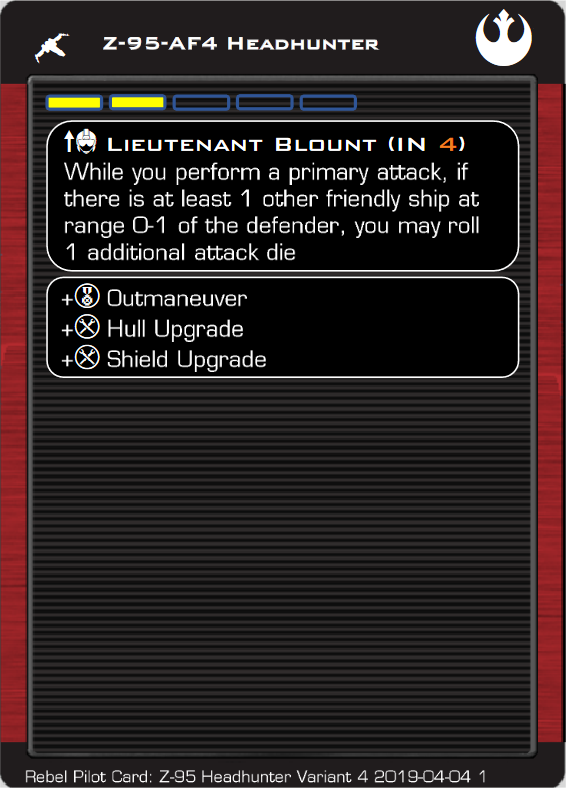 Z-95-AF4 Headhunter
Lieutenant Blount (IN 4)
While you perform a primary attack, if
there is at least 1 other friendly ship at
range 0-1 of the defender, you may roll
1 additional attack die
+ Outmaneuver
+ Hull Upgrade
+ Shield Upgrade
Rebel Pilot Card: Z-95 Headhunter Variant 4 2019-04-04 1